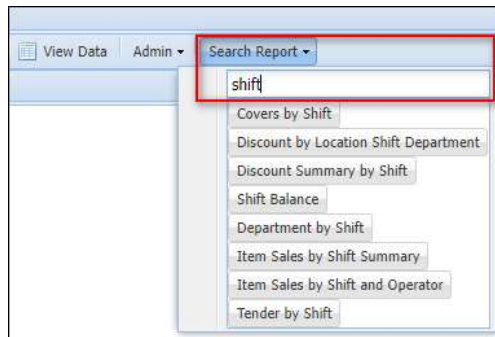 View Data Admin Search Report
shift
Covers by Shift
Discount by Location Shift Department
Discount Summary by Shift
Shift Balance
Department by Shift
Item Sales by Shift Summary
Item Sales by Shift and Operator
Tender by Shift